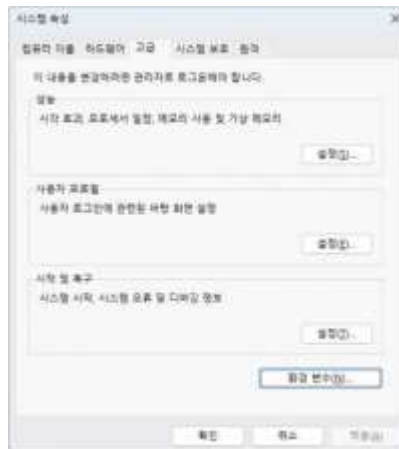 시스템 속성
컴퓨터 이름 하드웨어 고급 시스템 보호 원격
이 내용을 변경하려면 관리자로 로그온해야 합니다.
성능
시각 효과, 프로세서 일정, 메모리 사용 및 가상 메모리
설정(S)...
사용자 프로필
사용자 로그인에 관련된 바탕 화면 설정
설정(E)...
시작 및 복구
시스템 시작, 시스템 오류 및 디버깅 정보
설정(T)...
환경 변수(N)...
확인 취소 적용(A)